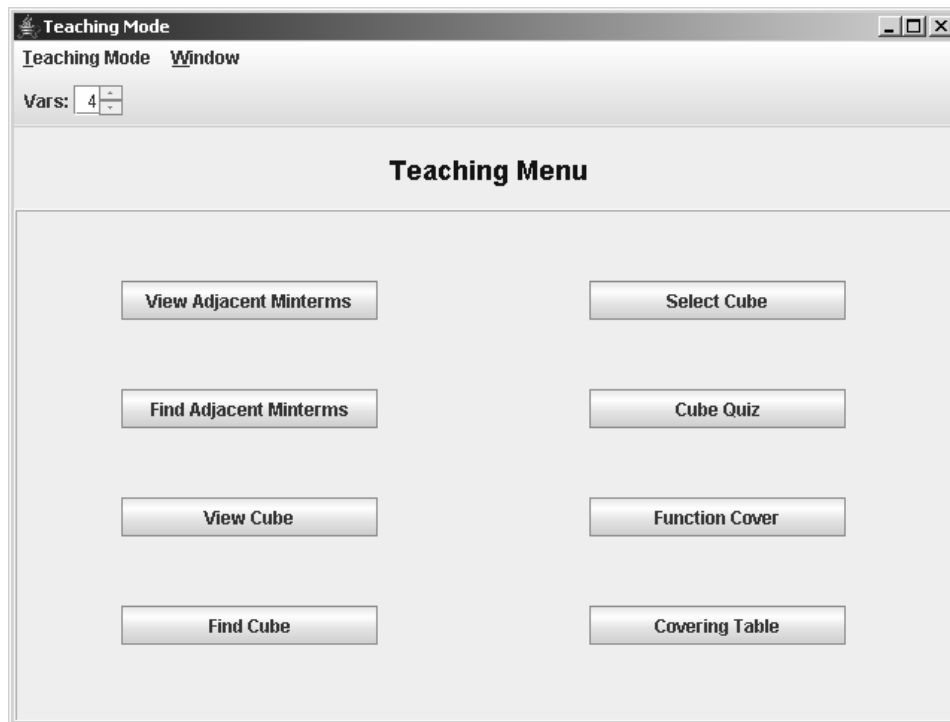 Teaching Mode
Teaching Mode Window
Vars: 4
Teaching Menu
View Adjacent Minterms
Select Cube
Find Adjacent Minterms
Cube Quiz
View Cube
Function Cover
Find Cube
Covering Table